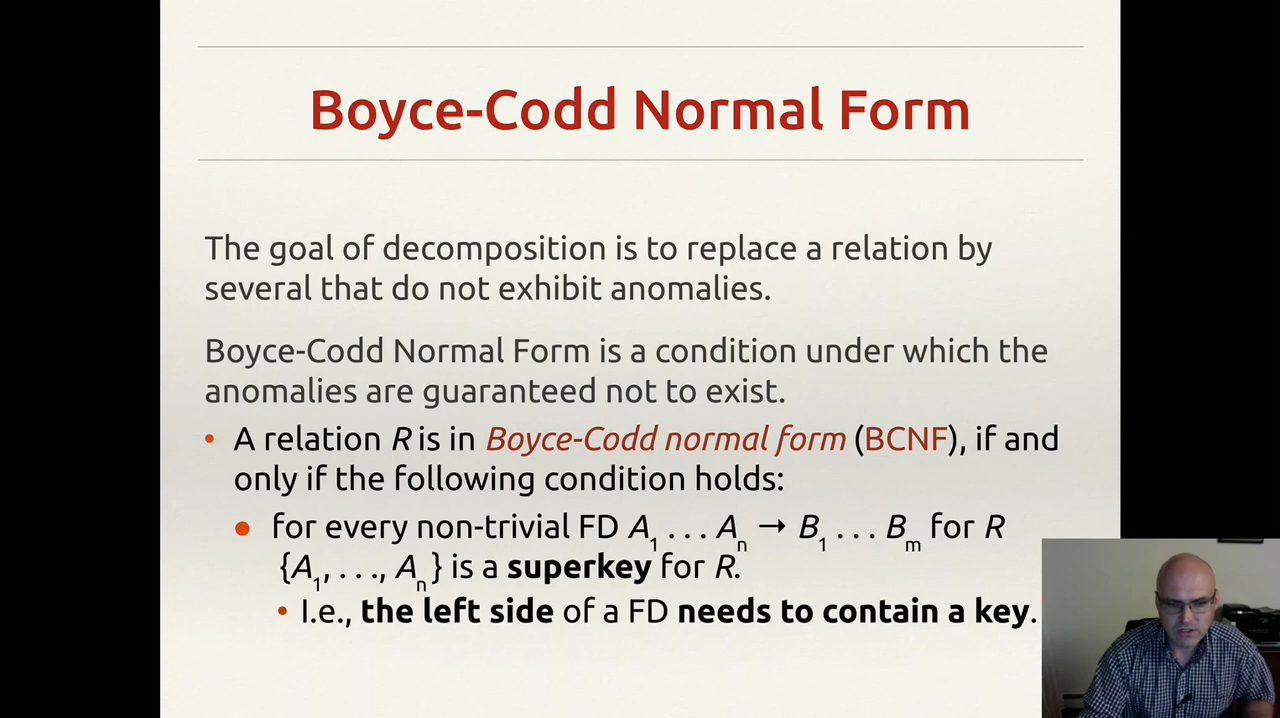 Boyce-Codd Normal Form
The goal of decomposition is to replace a relation by
several that do not exhibit anomalies.
Boyce-Codd Normal Form is a condition under which the
anomalies are guaranteed not to exist.
• A relation R is in Boyce-Codd normal form (BCNF), if and
only if the following condition holds:
• for every non-trivial FD A₁ . . . Aₙ → B₁ . . . Bₘ for R
{A₁, . . ., Aₙ} is a superkey for R.
• I.e., the left side of a FD needs to contain a key.